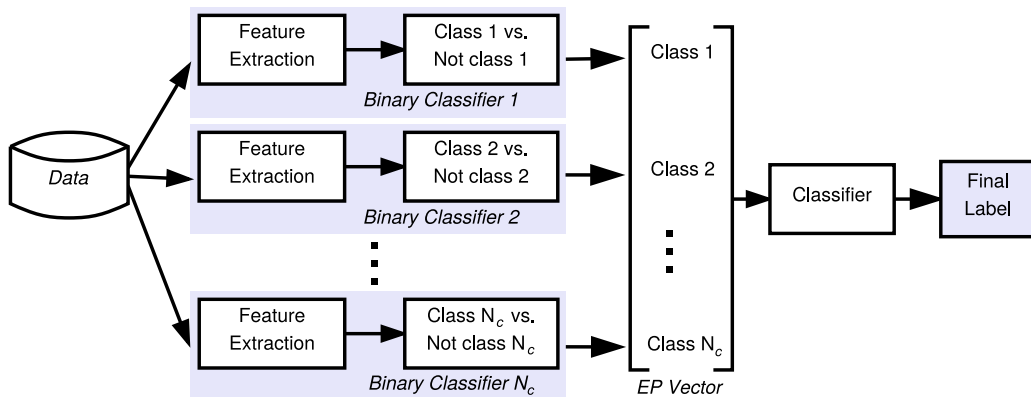 Data
Feature
Extraction
Class 1 vs.
Not class 1
Binary Classifier 1
Feature
Extraction
Class 2 vs.
Not class 2
Binary Classifier 2
Feature
Extraction
Class N_c vs.
Not class N_c
Binary Classifier N_c
Class 1
Class 2
Class N_c
EP Vector
Classifier
Final
Label